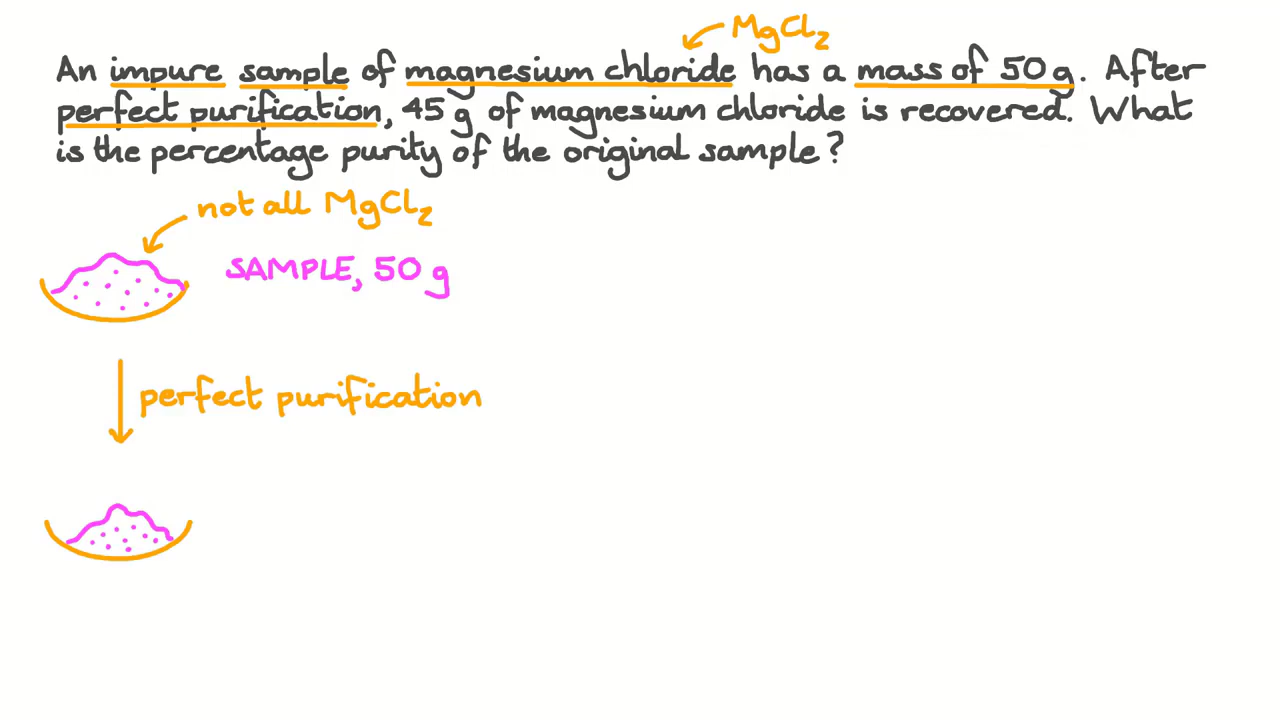 MgCl₂
An impure sample of magnesium chloride has a mass of 50 g. After
perfect purification, 45 g of magnesium chloride is recovered. What
is the percentage purity of the original sample?
not all MgCl₂
SAMPLE, 50 g
perfect purification